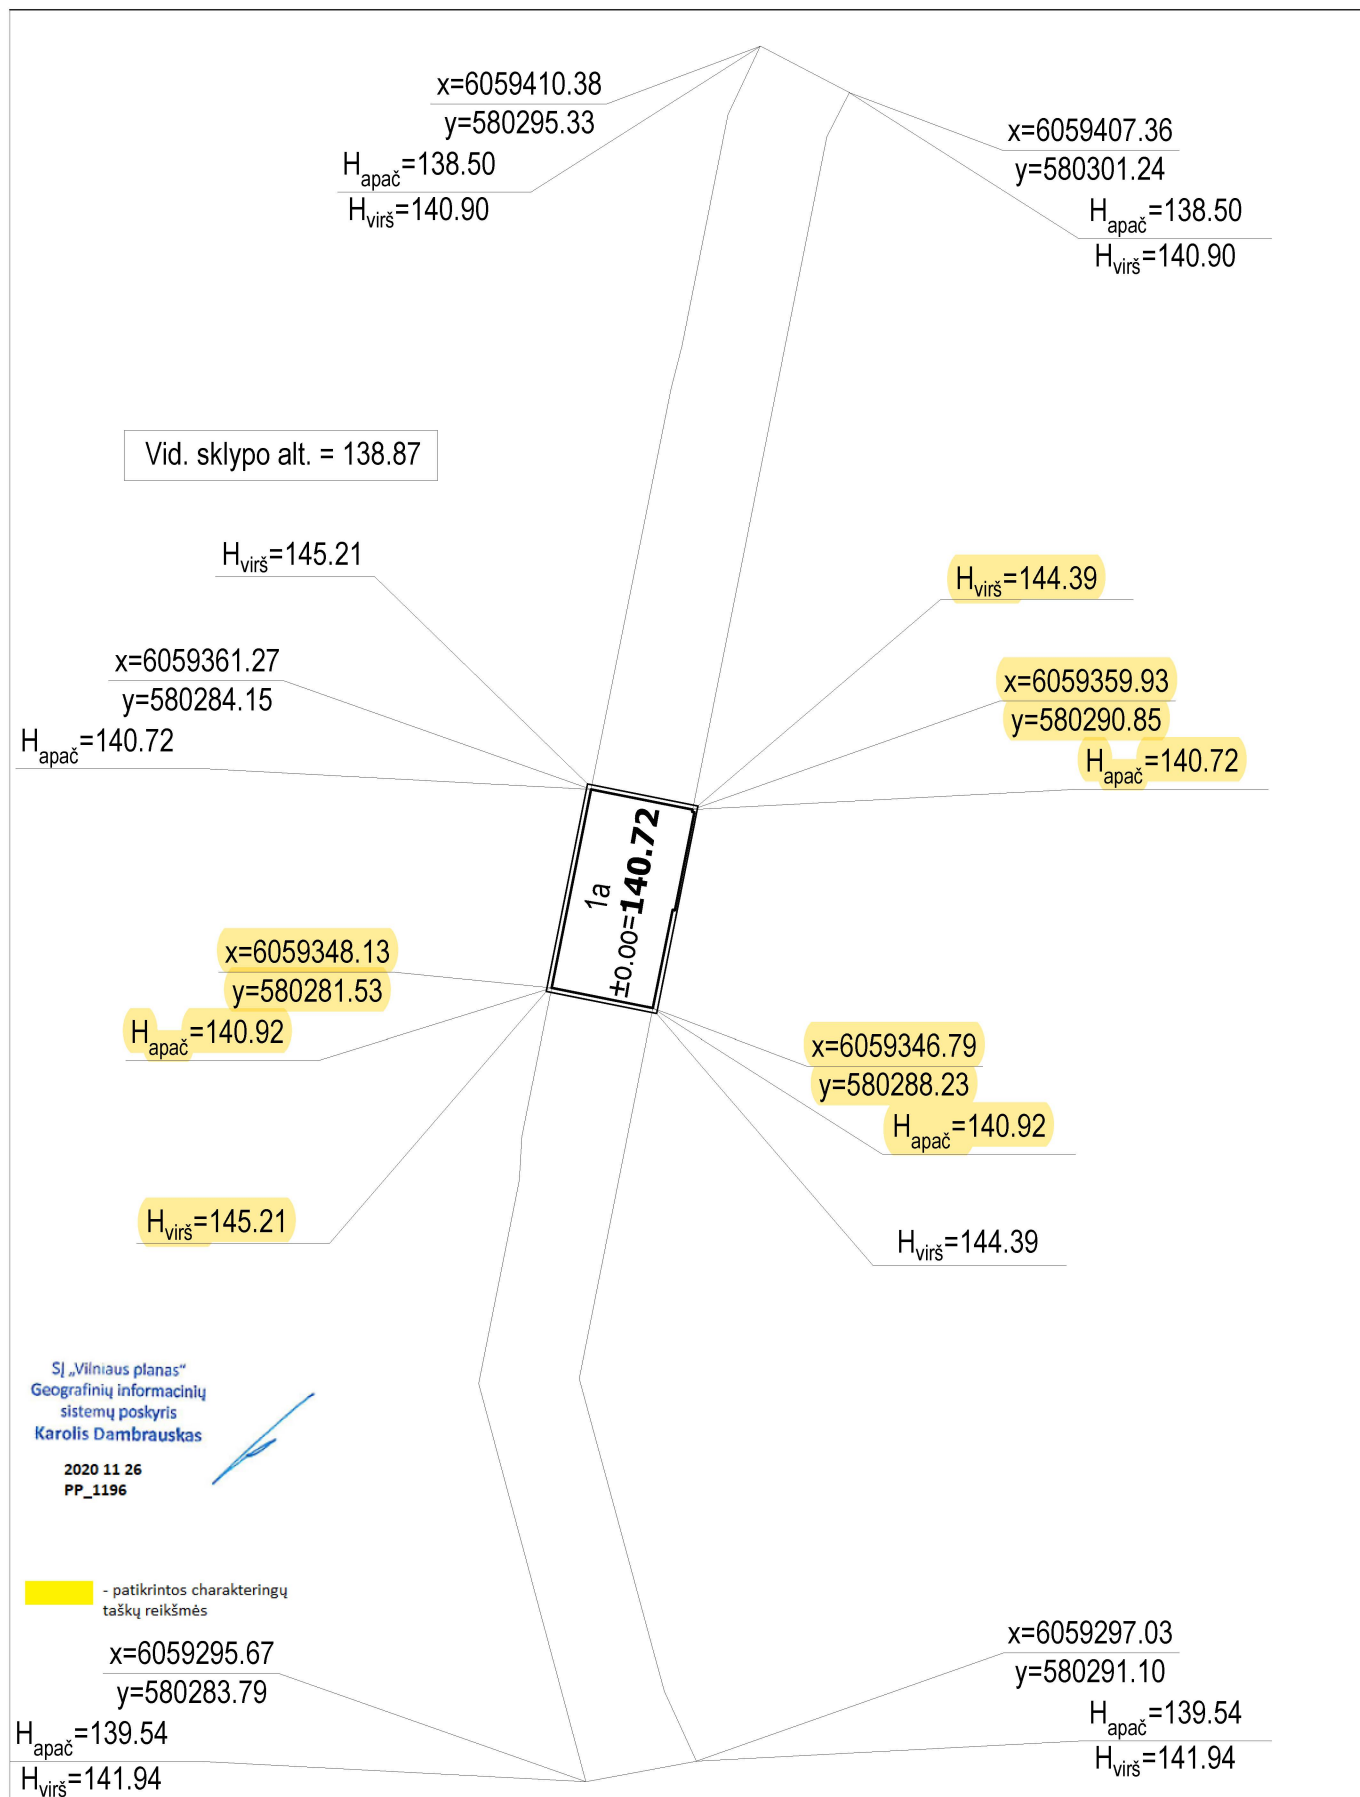 x=6059410.38
y=580295.33
Hapač=138.50
Hvirš=140.90
x=6059407.36
y=580301.24
Hapač=138.50
Hvirš=140.90
Vid. sklypo alt. = 138.87
Hvirš=145.21
x=6059361.27
y=580284.15
Hapač=140.72
Hvirš=144.39
x=6059359.93
y=580290.85
Hapač=140.72
1a
±0.00=140.72
x=6059348.13
y=580281.53
Hapač=140.92
Hvirš=145.21
x=6059346.79
y=580288.23
Hapač=140.92
Hvirš=144.39
SĮ „Vilniaus planas“
Geografinių informacinių
sistemų poskyris
Karolis Dambrauskas
2020 11 26
PP_1196
- patikrintos charakteringų
taškų reikšmės
x=6059295.67
y=580283.79
Hapač=139.54
Hvirš=141.94
x=6059297.03
y=580291.10
Hapač=139.54
Hvirš=141.94